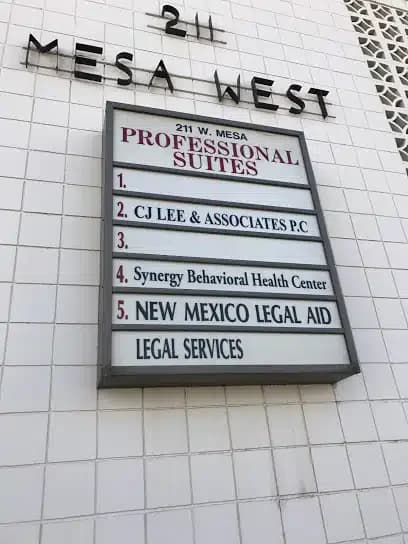 211
MESA WEST
211 W. MESA
PROFESSIONAL
SUITES
1.
2. CJ LEE & ASSOCIATES P.C
3.
4. Synergy Behavioral Health Center
5. NEW MEXICO LEGAL AID
LEGAL SERVICES